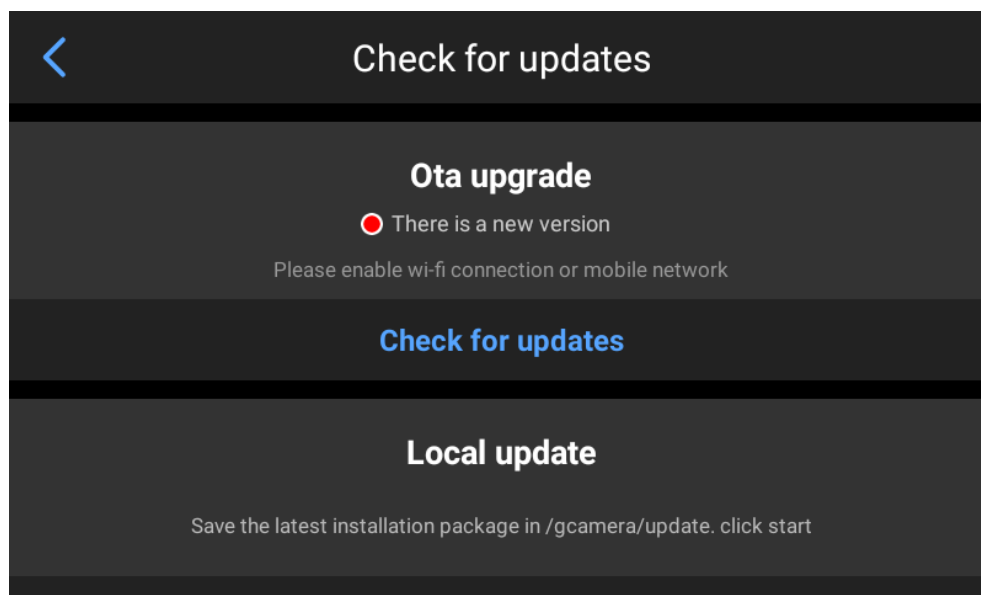 Check for updates
Ota upgrade
There is a new version
Please enable wi-fi connection or mobile network
Check for updates
Local update
Save the latest installation package in /gcamera/update. click start